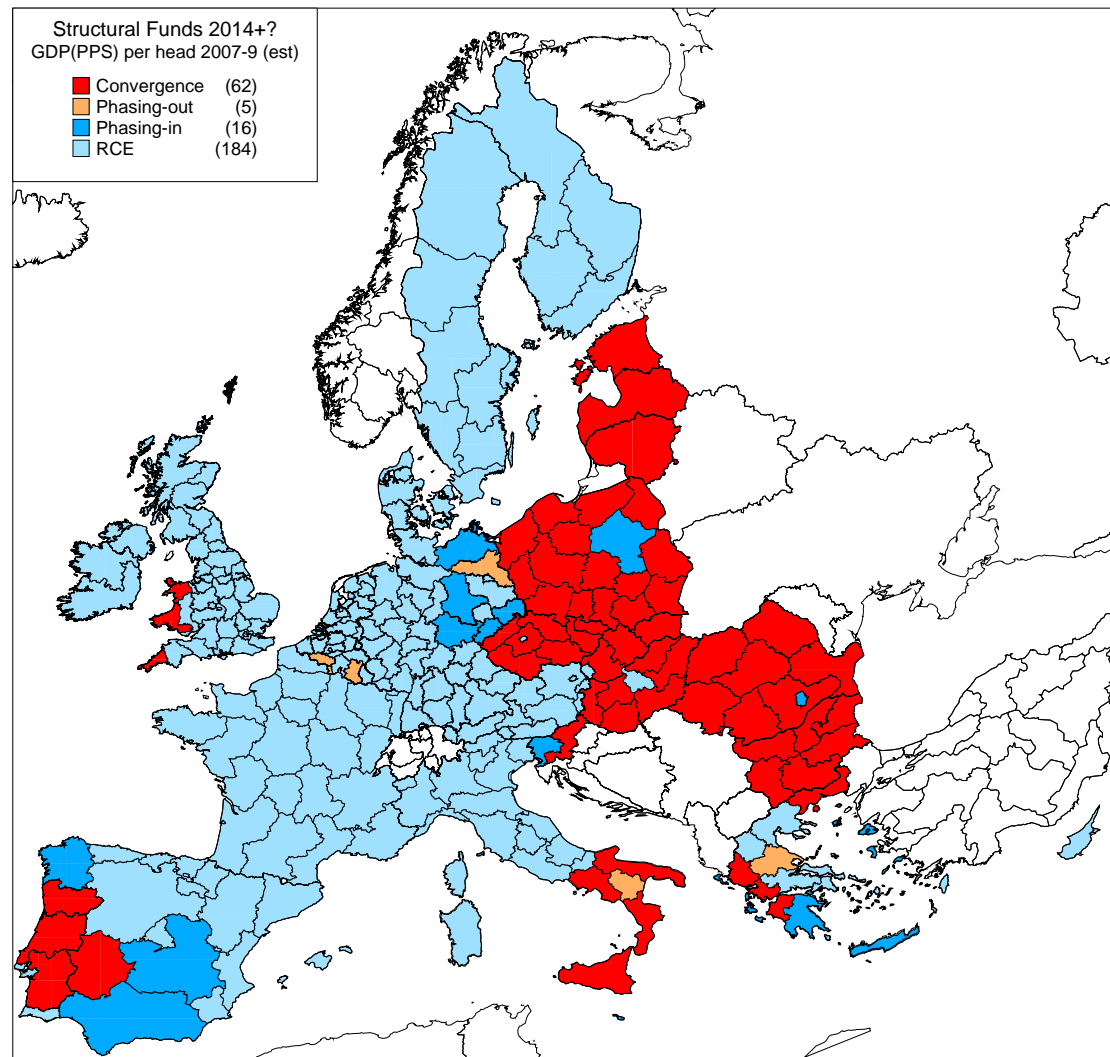 Structural Funds 2014+?
GDP(PPS) per head 2007-9 (est)
Convergence (62)
Phasing-out (5)
Phasing-in (16)
RCE (184)